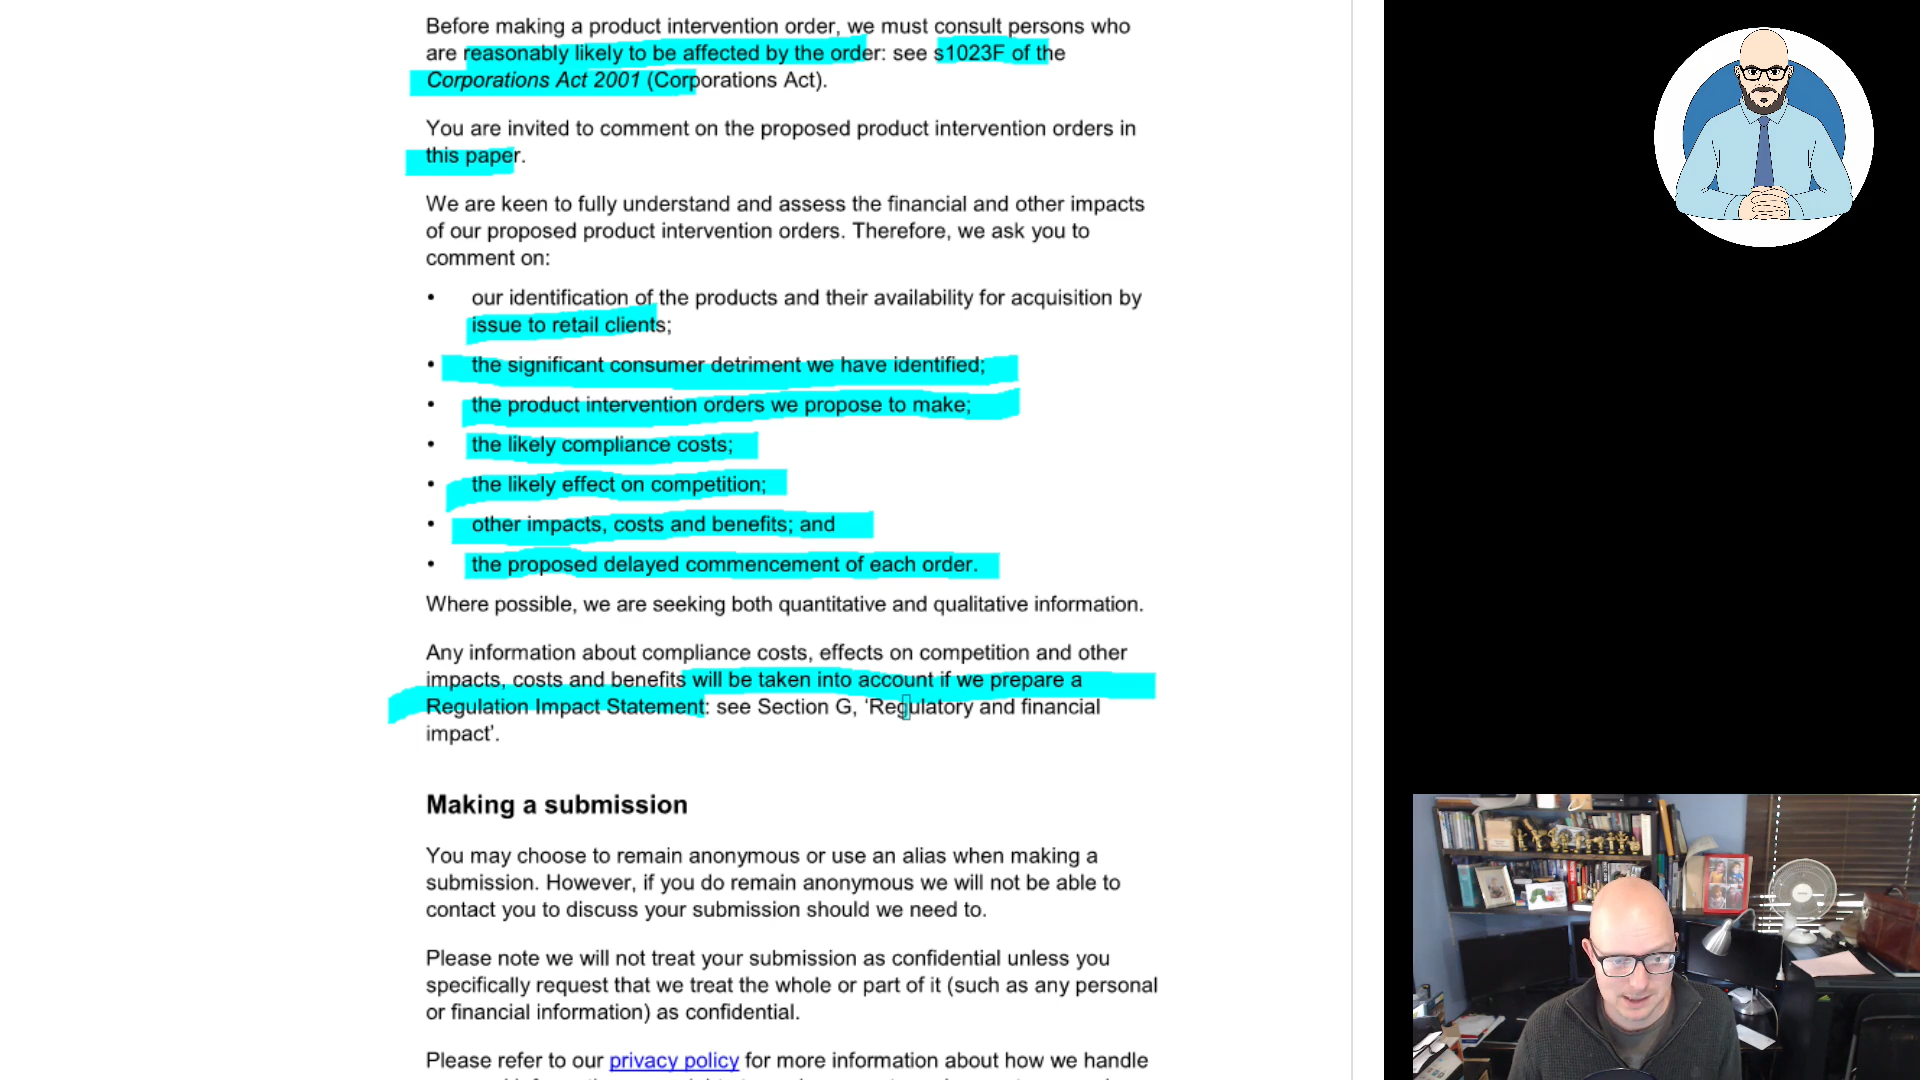 Before making a product intervention order, we must consult persons who
are reasonably likely to be affected by the order: see s1023F of the
Corporations Act 2001 (Corporations Act).
You are invited to comment on the proposed product intervention orders in
this paper.
We are keen to fully understand and assess the financial and other impacts
of our proposed product intervention orders. Therefore, we ask you to
comment on:
• our identification of the products and their availability for acquisition by
issue to retail clients;
• the significant consumer detriment we have identified;
• the product intervention orders we propose to make;
• the likely compliance costs;
• the likely effect on competition;
• other impacts, costs and benefits; and
• the proposed delayed commencement of each order.
Where possible, we are seeking both quantitative and qualitative information.
Any information about compliance costs, effects on competition and other
impacts, costs and benefits will be taken into account if we prepare a
Regulation Impact Statement: see Section G, ‘Regulatory and financial
impact’.
Making a submission
You may choose to remain anonymous or use an alias when making a
submission. However, if you do remain anonymous we will not be able to
contact you to discuss your submission should we need to.
Please note we will not treat your submission as confidential unless you
specifically request that we treat the whole or part of it (such as any personal
or financial information) as confidential.
Please refer to our privacy policy for more information about how we handle